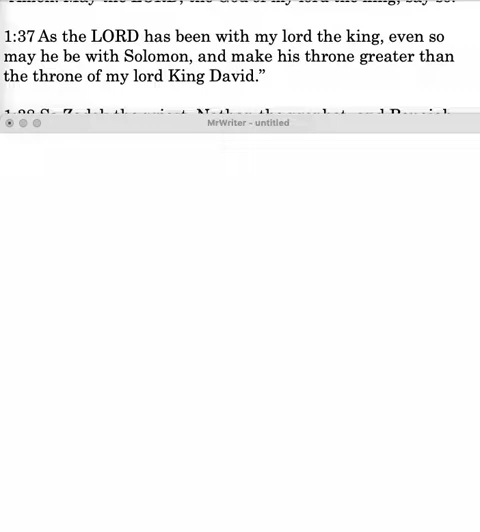 1:37 As the LORD has been with my lord the king, even so
may he be with Solomon, and make his throne greater than
the throne of my lord King David.”
MrWriter - untitled